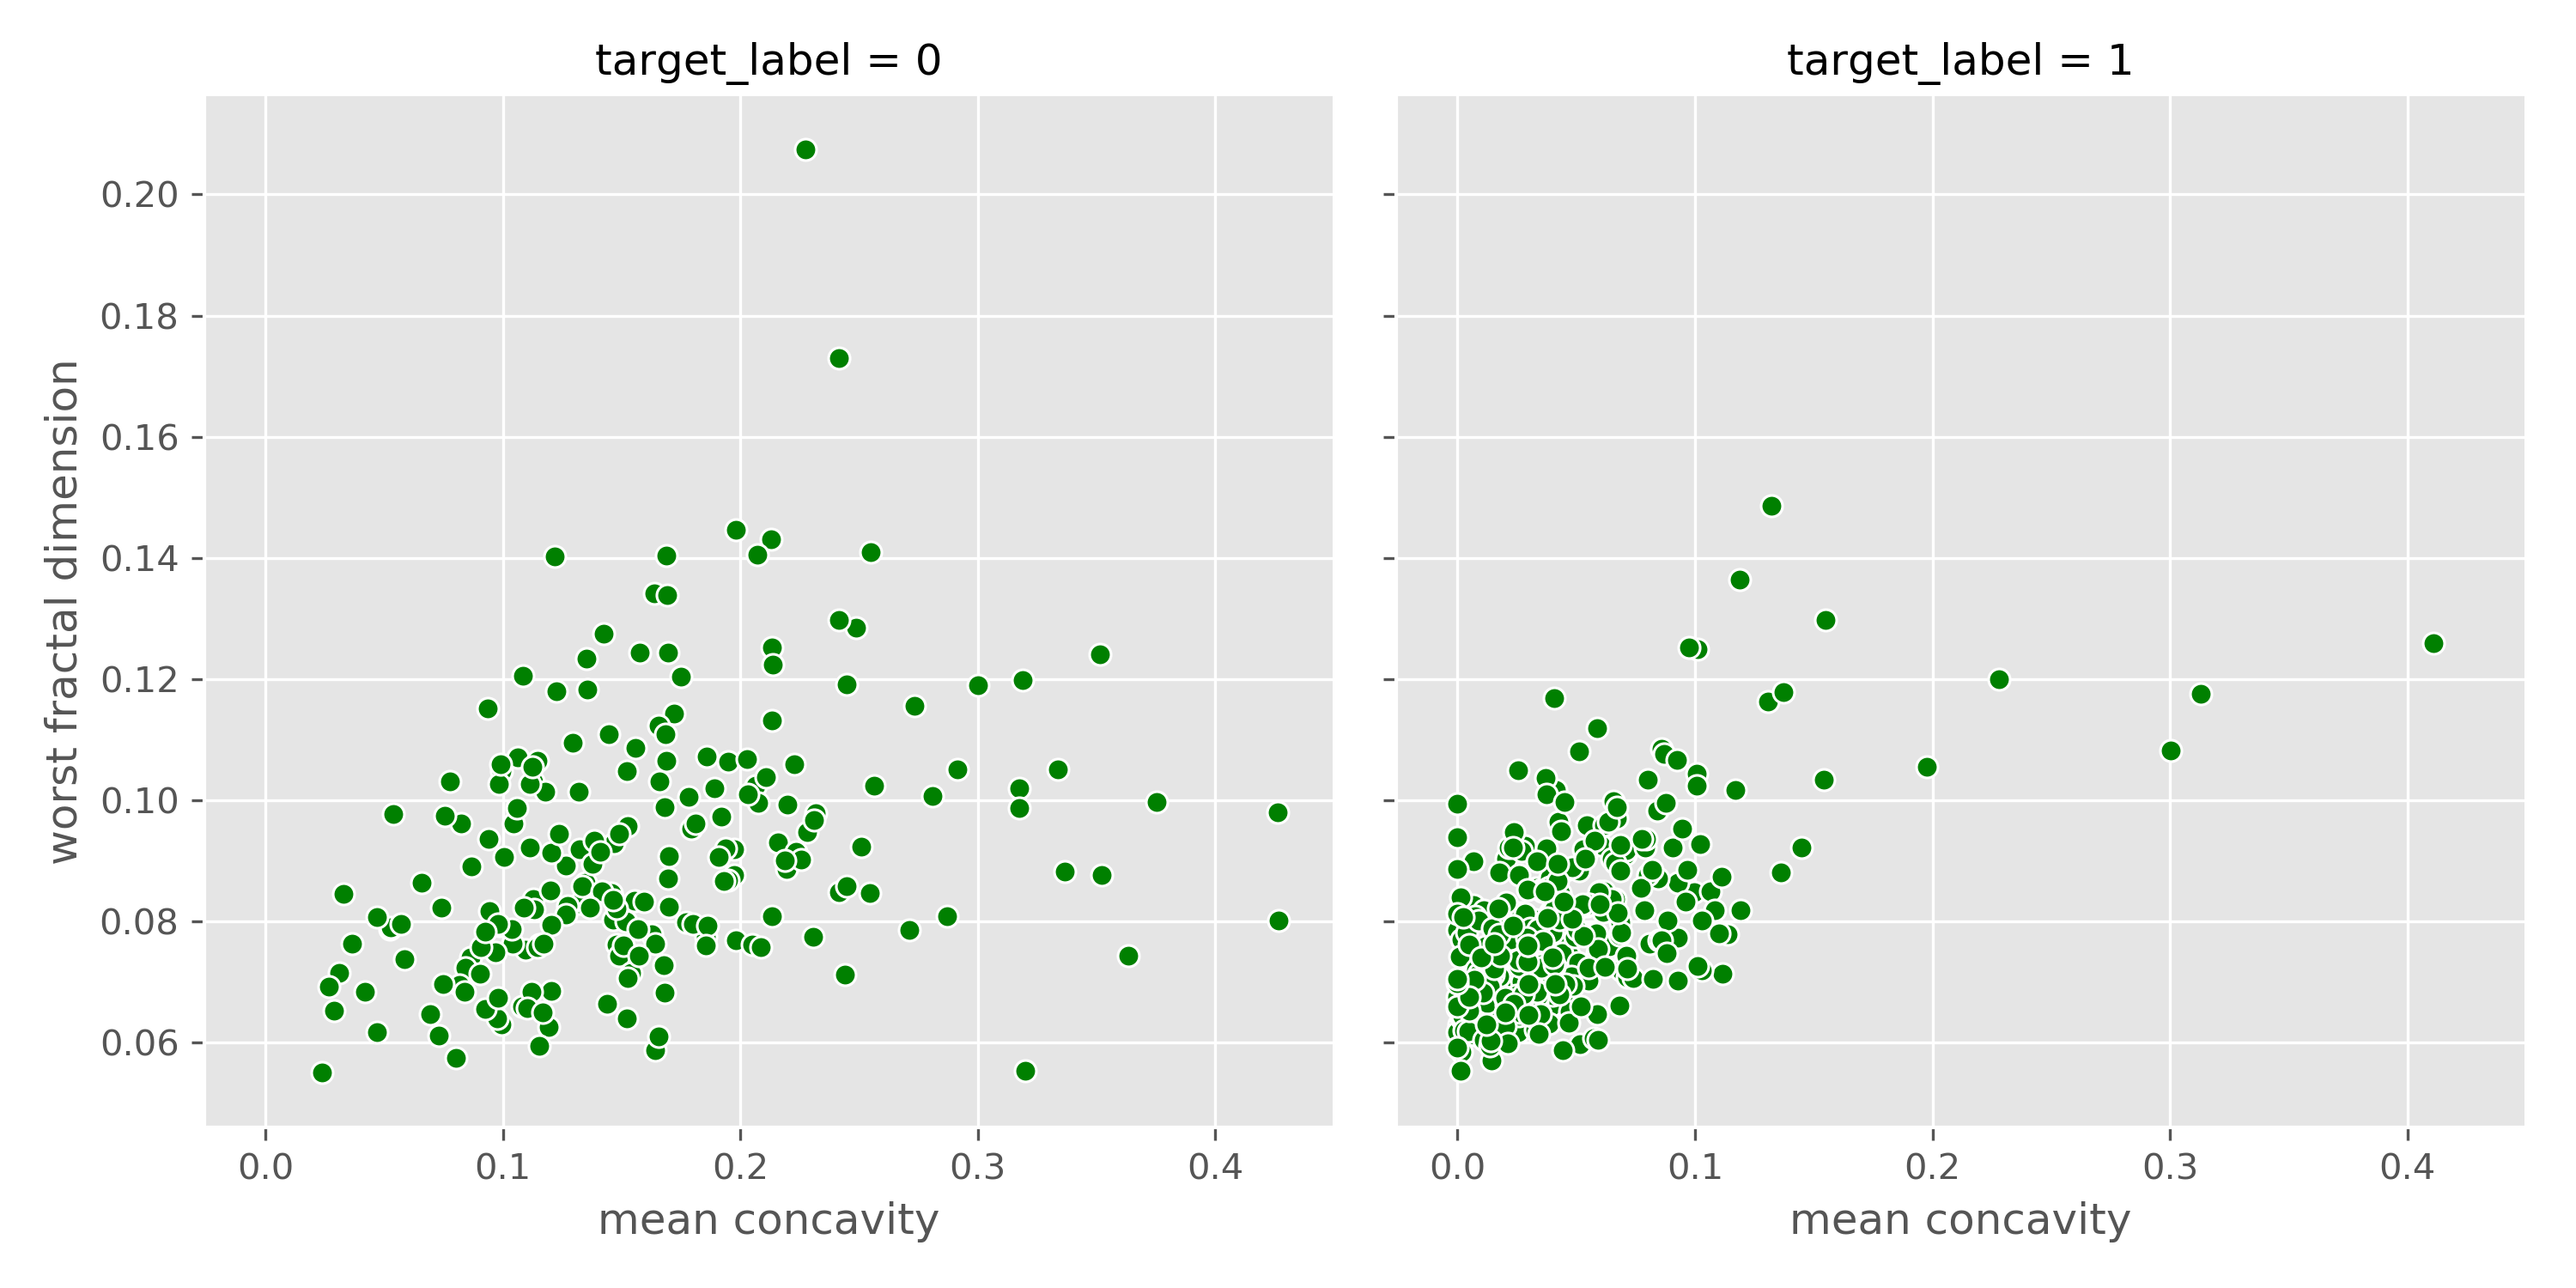 target_label = 0
target_label = 1
worst fractal dimension
0.20
0.18
0.16
0.14
0.12
0.10
0.08
0.06
0.0 0.1 0.2 0.3 0.4
0.0 0.1 0.2 0.3 0.4
mean concavity
mean concavity